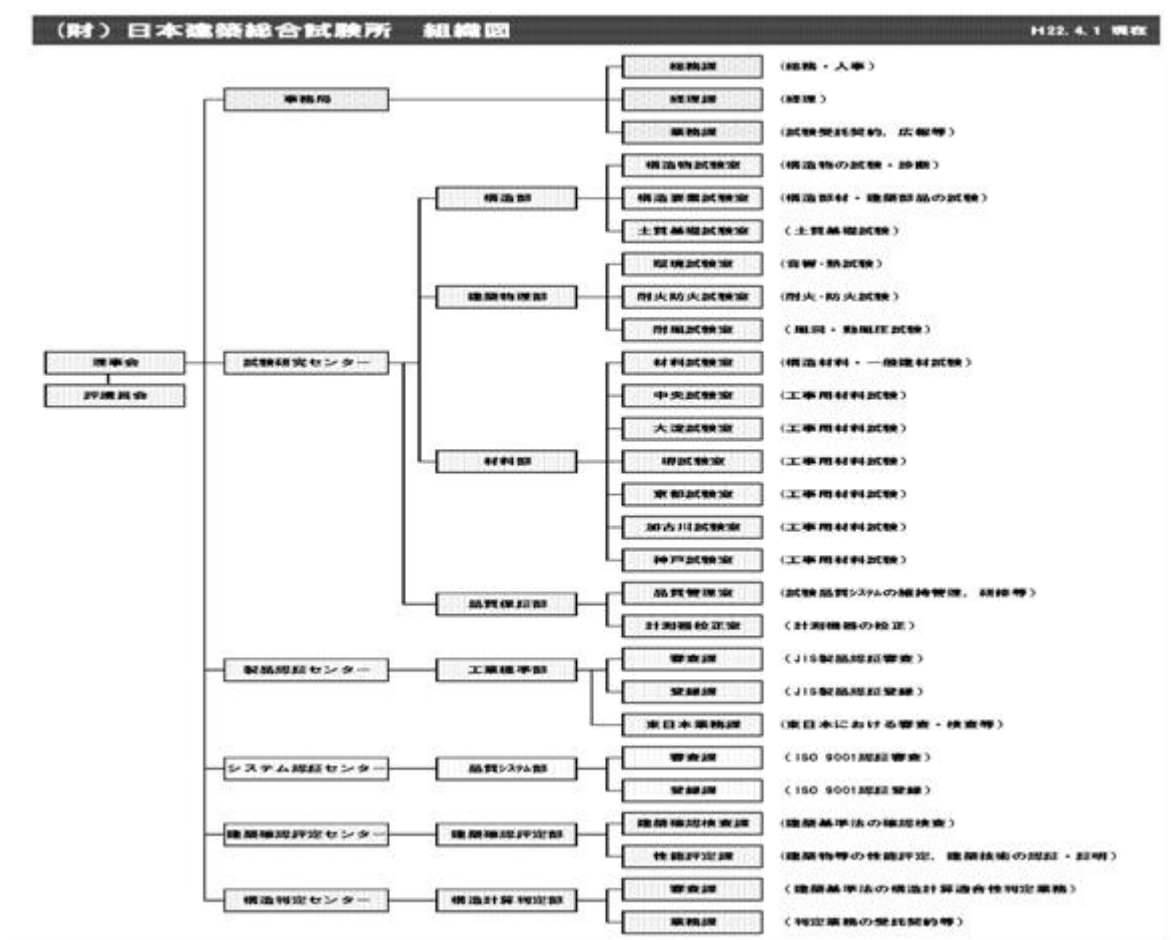 (財)日本建築総合試験所 組織図
H22.4.1 現在
総務課 (総務・人事)
事務局 経理課 (経理)
業務課 (試験受託契約, 広報等)
構造物試験室 (構造物の試験・診断)
構造部 構造要素試験室 (構造部材・建築部品の試験)
土質基礎試験室 (土質基礎試験)
環境試験室 (音響・熱試験)
建築物理部 耐火防火試験室 (耐火・防火試験)
耐風試験室 (風洞・動風圧試験)
理事会 試験研究センター 材料試験室 (構造材料・一般建材試験)
評議員会 中央試験室 (工事用材料試験)
大淀試験室 (工事用材料試験)
材料部 堺試験室 (工事用材料試験)
京都試験室 (工事用材料試験)
加古川試験室 (工事用材料試験)
神戸試験室 (工事用材料試験)
品質保証部 品質管理室 (試験品質システムの維持管理, 研修等)
計測器校正室 (計測機器の校正)
製品認証センター 工業標準部 審査課 (JIS製品認証審査)
登録課 (JIS製品認証登録)
東日本業務課 (東日本における審査・検査等)
システム認証センター 品質システム部 審査課 (ISO 9001認証審査)
登録課 (ISO 9001認証登録)
建築確認評定センター 建築確認評定部 建築確認検査課 (建築基準法の確認検査)
性能評定課 (建築物等の性能評定, 建築技術の認証・証明)
構造判定センター 構造計算判定部 審査課 (建築基準法の構造計算適合性判定業務)
業務課 (判定業務の受託契約等)